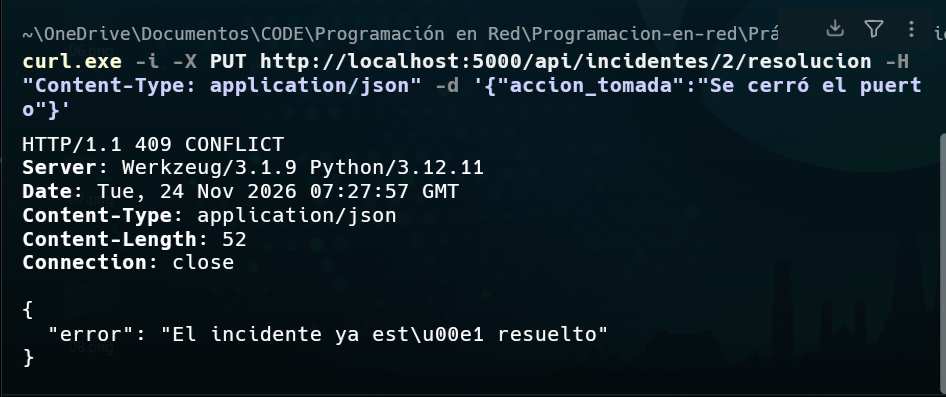 ~\OneDrive\Documentos\CODE\Programación en Red\Programacion-en-red\Prá
curl.exe -i -X PUT http://localhost:5000/api/incidentes/2/resolucion -H
"Content-Type: application/json" -d '{"accion_tomada":"Se cerró el puert
o"}'
HTTP/1.1 409 CONFLICT
Server: Werkzeug/3.1.9 Python/3.12.11
Date: Tue, 24 Nov 2026 07:27:57 GMT
Content-Type: application/json
Content-Length: 52
Connection: close
{
  "error": "El incidente ya est\u00e1 resuelto"
}